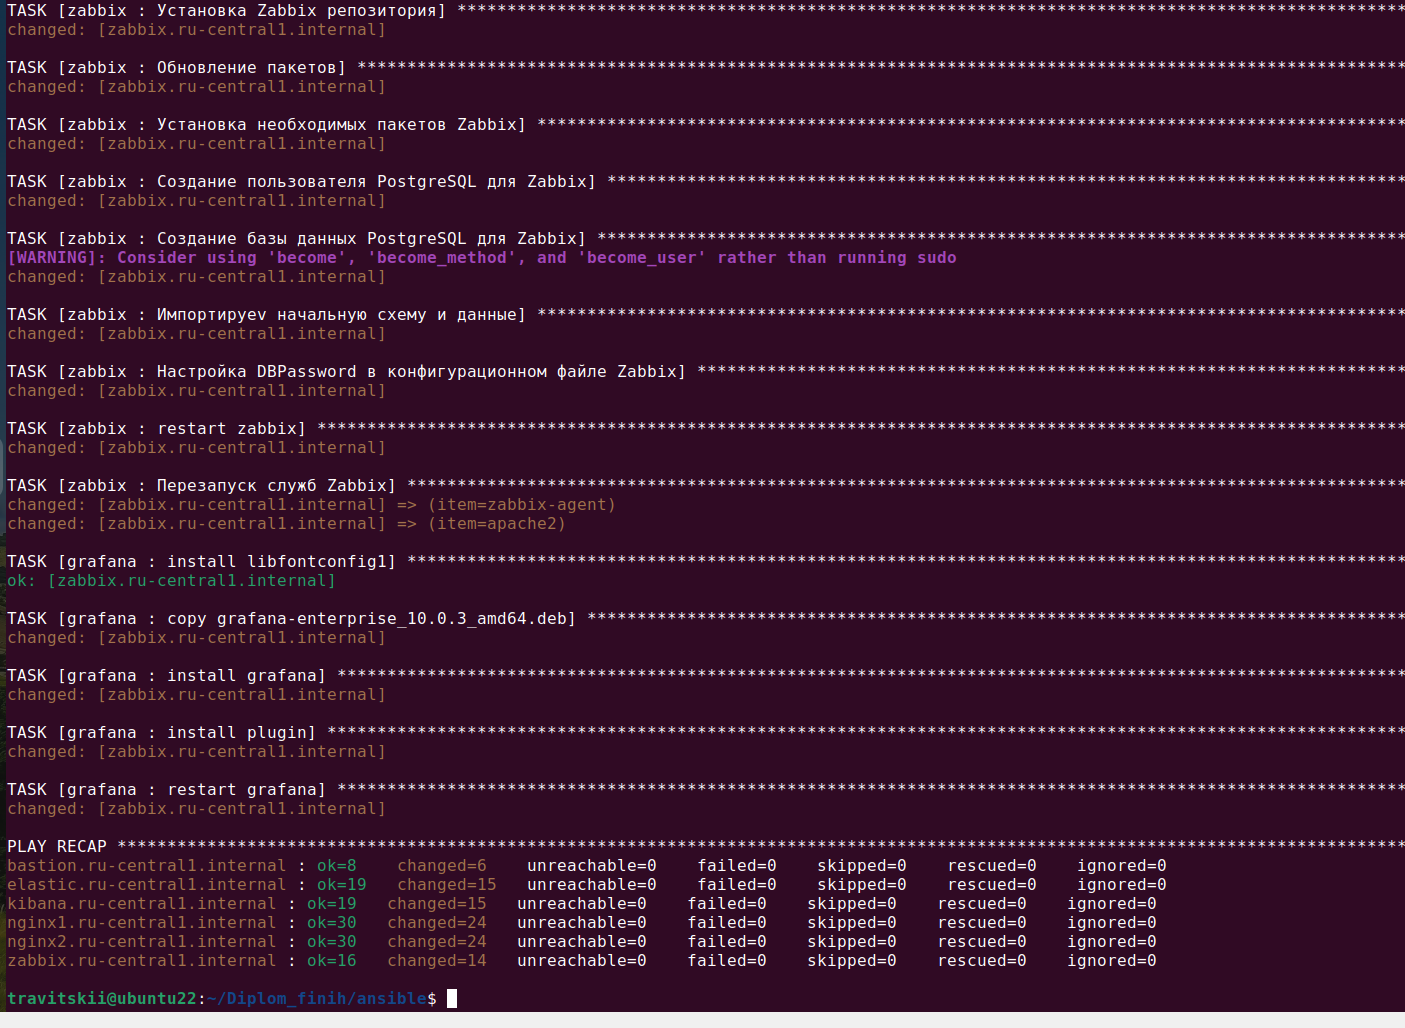 TASK [zabbix : Установка Zabbix репозитория] ***********************************************************************************************
changed: [zabbix.ru-central1.internal]
TASK [zabbix : Обновление пакетов] *********************************************************************************************************
changed: [zabbix.ru-central1.internal]
TASK [zabbix : Установка необходимых пакетов Zabbix] ***************************************************************************************
changed: [zabbix.ru-central1.internal]
TASK [zabbix : Создание пользователя PostgreSQL для Zabbix] ********************************************************************************
changed: [zabbix.ru-central1.internal]
TASK [zabbix : Создание базы данных PostgreSQL для Zabbix] *********************************************************************************
[WARNING]: Consider using 'become', 'become_method', and 'become_user' rather than running sudo
changed: [zabbix.ru-central1.internal]
TASK [zabbix : Импортируеv начальную схему и данные] ***************************************************************************************
changed: [zabbix.ru-central1.internal]
TASK [zabbix : Настройка DBPassword в конфигурационном файле Zabbix] ***********************************************************************
changed: [zabbix.ru-central1.internal]
TASK [zabbix : restart zabbix] *************************************************************************************************************
changed: [zabbix.ru-central1.internal]
TASK [zabbix : Перезапуск служб Zabbix] ****************************************************************************************************
changed: [zabbix.ru-central1.internal] => (item=zabbix-agent)
changed: [zabbix.ru-central1.internal] => (item=apache2)
TASK [grafana : install libfontconfig1] ****************************************************************************************************
ok: [zabbix.ru-central1.internal]
TASK [grafana : copy grafana-enterprise_10.0.3_amd64.deb] **********************************************************************************
changed: [zabbix.ru-central1.internal]
TASK [grafana : install grafana] ***********************************************************************************************************
changed: [zabbix.ru-central1.internal]
TASK [grafana : install plugin] ************************************************************************************************************
changed: [zabbix.ru-central1.internal]
TASK [grafana : restart grafana] ***********************************************************************************************************
changed: [zabbix.ru-central1.internal]
PLAY RECAP *********************************************************************************************************************************
bastion.ru-central1.internal : ok=8    changed=6    unreachable=0    failed=0    skipped=0    rescued=0    ignored=0
elastic.ru-central1.internal : ok=19   changed=15   unreachable=0    failed=0    skipped=0    rescued=0    ignored=0
kibana.ru-central1.internal : ok=19   changed=15   unreachable=0    failed=0    skipped=0    rescued=0    ignored=0
nginx1.ru-central1.internal : ok=30   changed=24   unreachable=0    failed=0    skipped=0    rescued=0    ignored=0
nginx2.ru-central1.internal : ok=30   changed=24   unreachable=0    failed=0    skipped=0    rescued=0    ignored=0
zabbix.ru-central1.internal : ok=16   changed=14   unreachable=0    failed=0    skipped=0    rescued=0    ignored=0
travitskii@ubuntu22:~/Diplom_finih/ansible$